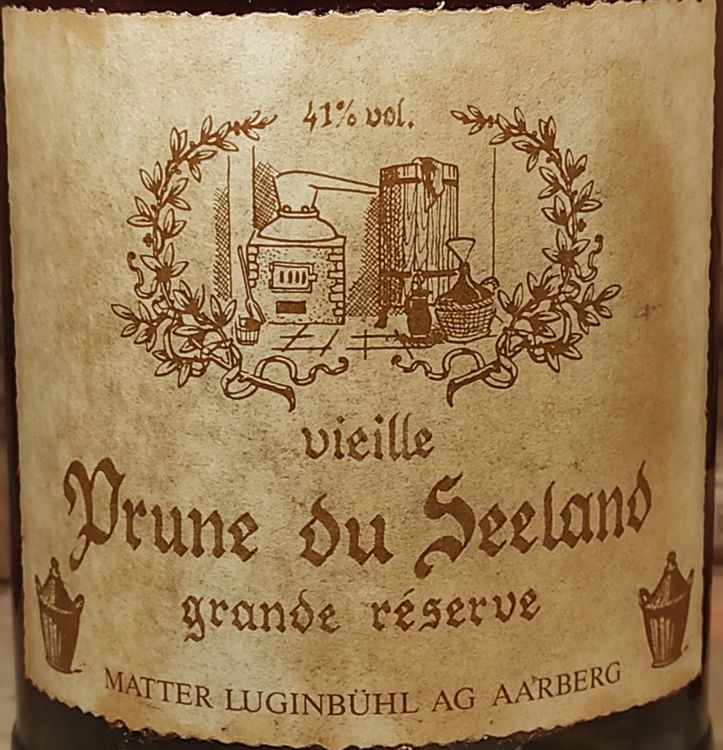 41% vol.
vieille
Prune du Seeland
grande réserve
MATTER LUGINBÜHL AG AARBERG